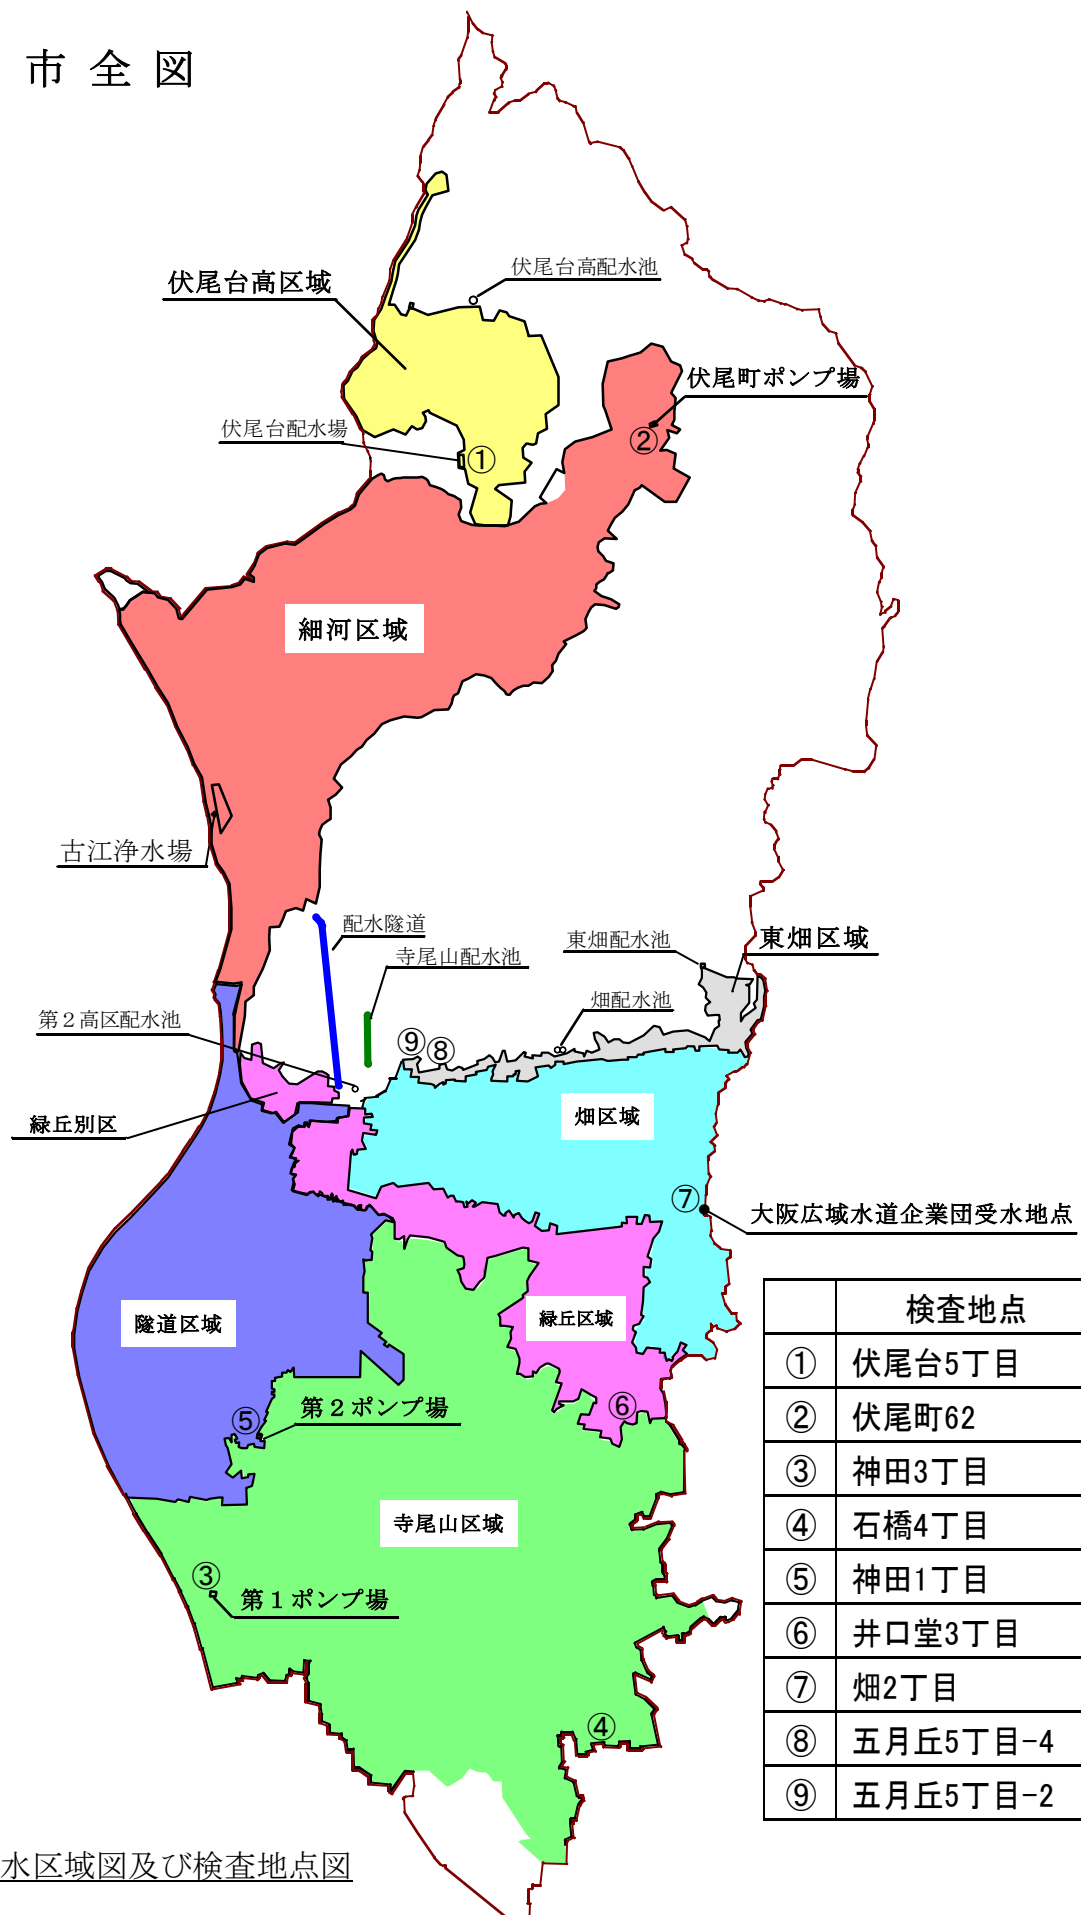 市全図
伏尾台高配水池
伏尾台高区域
伏尾町ポンプ場
伏尾台配水場
①
②
細河区域
古江浄水場
配水隧道
東畑配水池
東畑区域
寺尾山配水池
畑配水池
第2高区配水池
⑨
⑧
緑丘別区
畑区域
⑦
大阪広域水道企業団受水地点
隧道区域
緑丘区域
⑤
第2ポンプ場
⑥
寺尾山区域
③
第1ポンプ場
④
検査地点
① 伏尾台5丁目
② 伏尾町62
③ 神田3丁目
④ 石橋4丁目
⑤ 神田1丁目
⑥ 井口堂3丁目
⑦ 畑2丁目
⑧ 五月丘5丁目-4
⑨ 五月丘5丁目-2
水区域図及び検査地点図